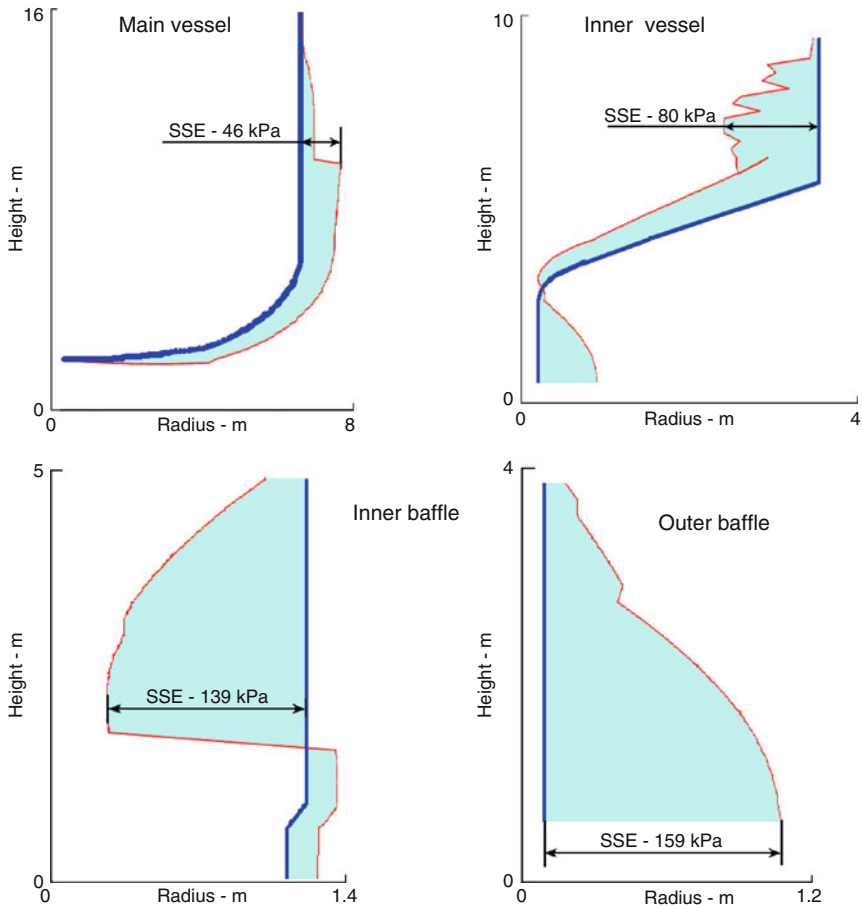 16
Main vessel
SSE - 46 kPa
Height - m
0
0
Radius - m
8
10
Inner vessel
SSE - 80 kPa
Height - m
0
0
Radius - m
4
5
Inner baffle
SSE - 139 kPa
Height - m
0
0
Radius - m
1.4
4
Outer baffle
Height - m
SSE - 159 kPa
0
0
Radius - m
1.2